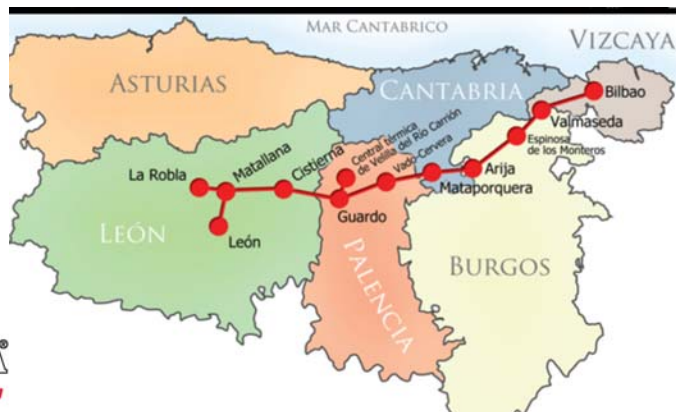 MAR CANTABRICO
VIZCAYA
ASTURIAS
CANTABRIA
Bilbao
Valmaseda
Espinosa
de los Monteros
Central térmica
de Velilla del Río Carrión
Vado-Cervera
Arija
Mataporquera
La Robla
Matallana
Cistierna
Guardo
LEÓN
León
BURGOS
PALENCIA